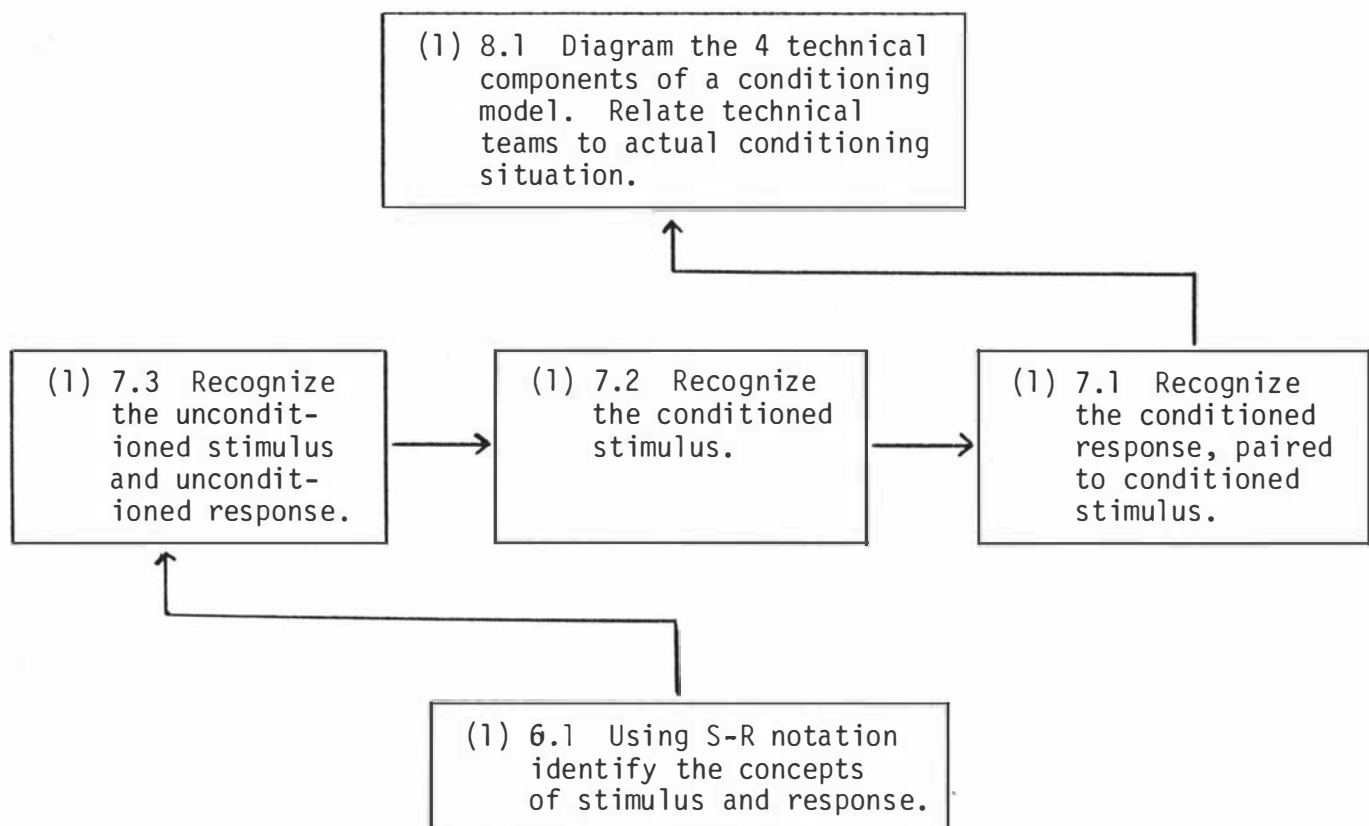 (1) 8.1 Diagram the 4 technical
components of a conditioning
model. Relate technical
teams to actual conditioning
situation.
(1) 7.3 Recognize
the uncondit-
ioned stimulus
and uncondit-
ioned response.
(1) 7.2 Recognize
the conditioned
stimulus.
(1) 7.1 Recognize
the conditioned
response, paired
to conditioned
stimulus.
(1) 6.1 Using S-R notation
identify the concepts
of stimulus and response.